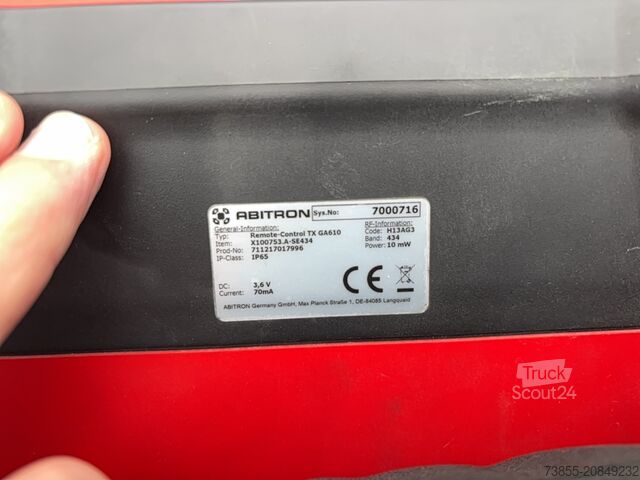 ABITRON Sys.No: 7000716
General-Information: RF-Information:
Typ: Remote-Control TX GA610 Code: H13AG3
Item: X100753.A-SE434 Band: 434
Prod-No: 711217017996 Power: 10 mW
IP-Class: IP65
DC: 3,6 V
Current: 70mA
CE
ABITRON Germany GmbH, Max Planck Straße 1, DE-84085 Langquaid
Truck
Scout24
73855-20849232